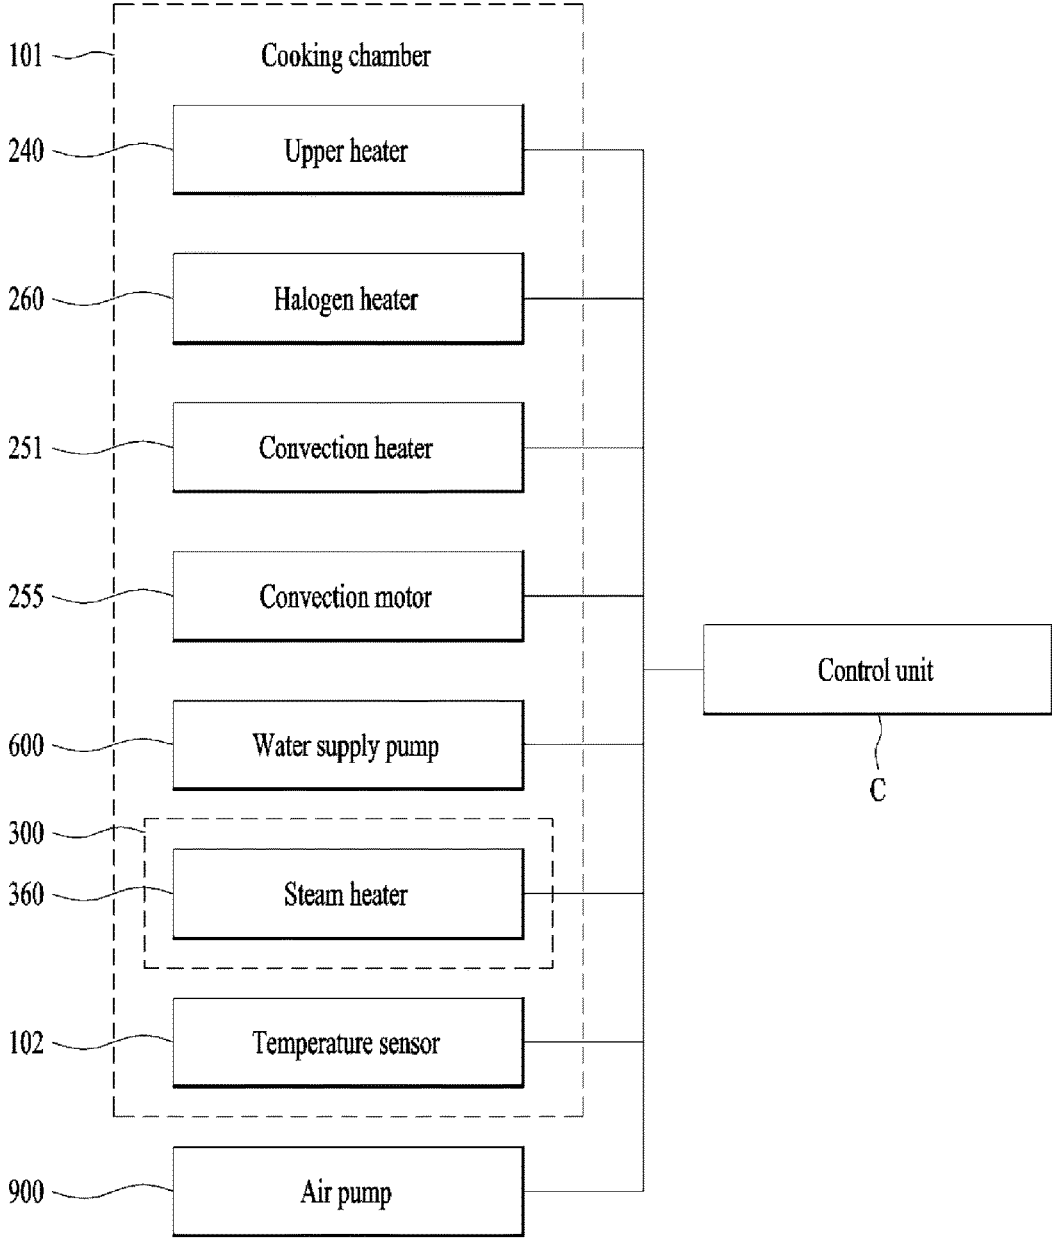 101 Cooking chamber
240 Upper heater
260 Halogen heater
251 Convection heater
255 Convection motor
Control unit
600 Water supply pump
C
300
360 Steam heater
102 Temperature sensor
900 Air pump